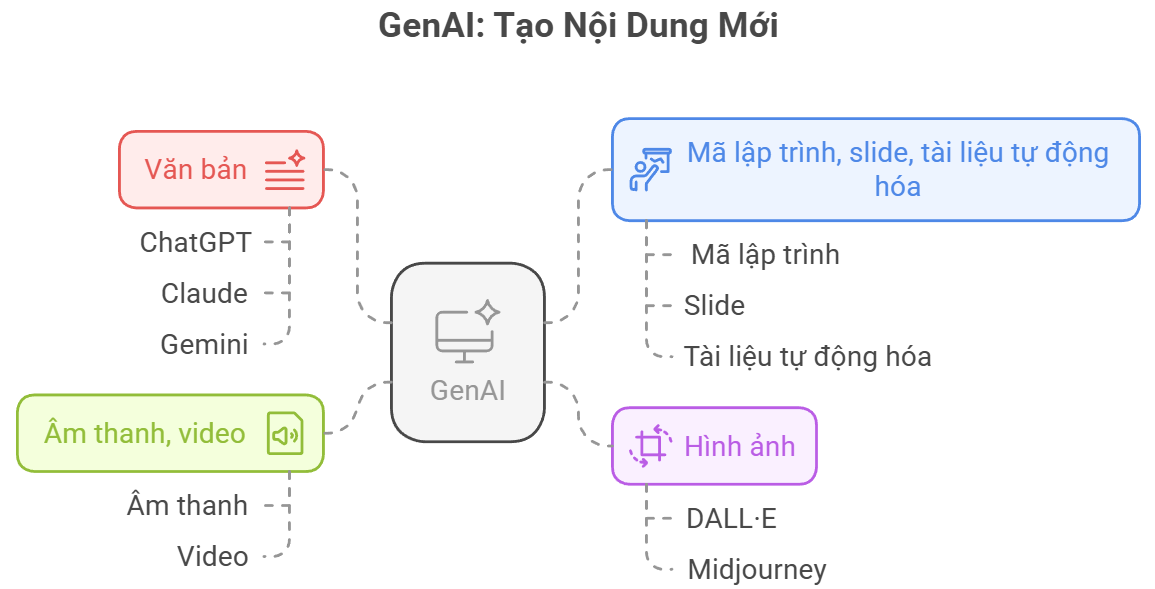 GenAI: Tạo Nội Dung Mới
Văn bản
ChatGPT
Claude
Gemini
Âm thanh, video
Âm thanh
Video
GenAI
Mã lập trình, slide, tài liệu tự động
hóa
Mã lập trình
Slide
Tài liệu tự động hóa
Hình ảnh
DALL·E
Midjourney